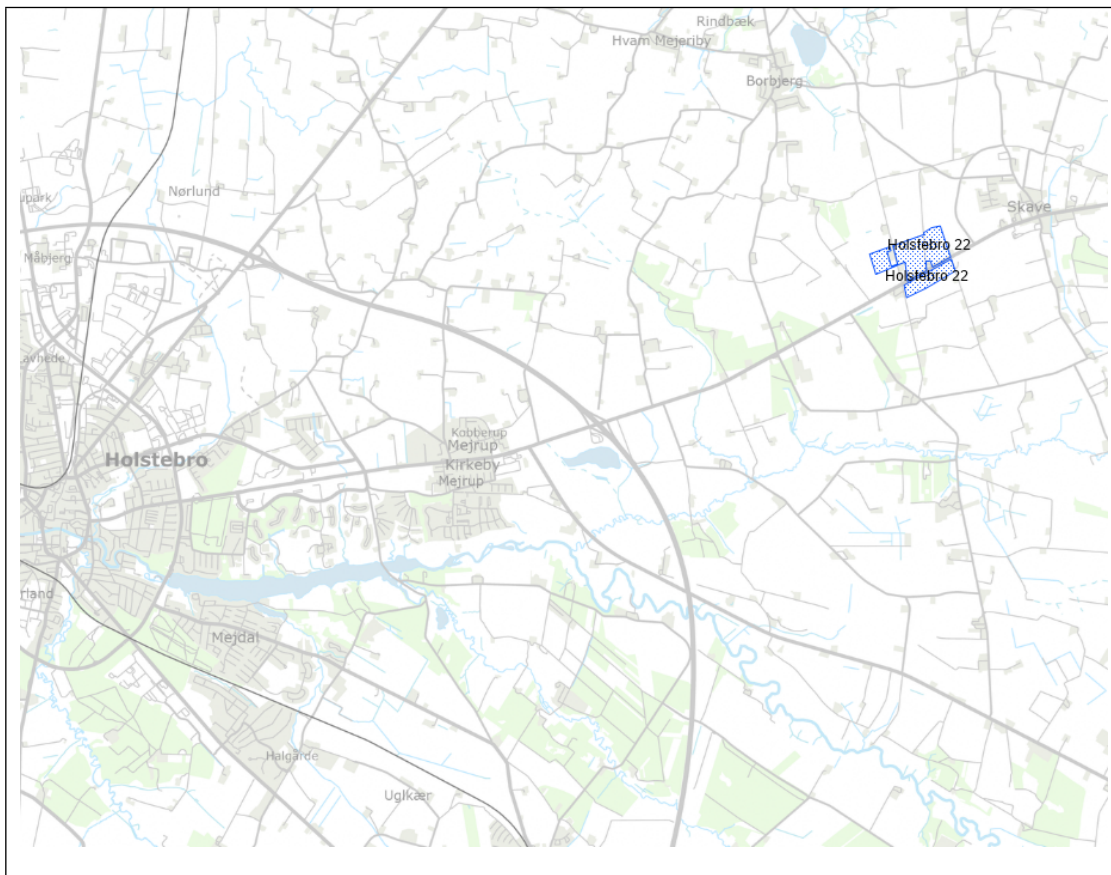 Rindbæk
Hvam Mejeriby
Borbjerg
Nørlund
Skave
Holstebro 22
Måbjerg
Holstebro 22
Kobberup
Mejrup
Holstebro
Kirkeby
Mejrup
Mejdal
Halgårde
Uglkær